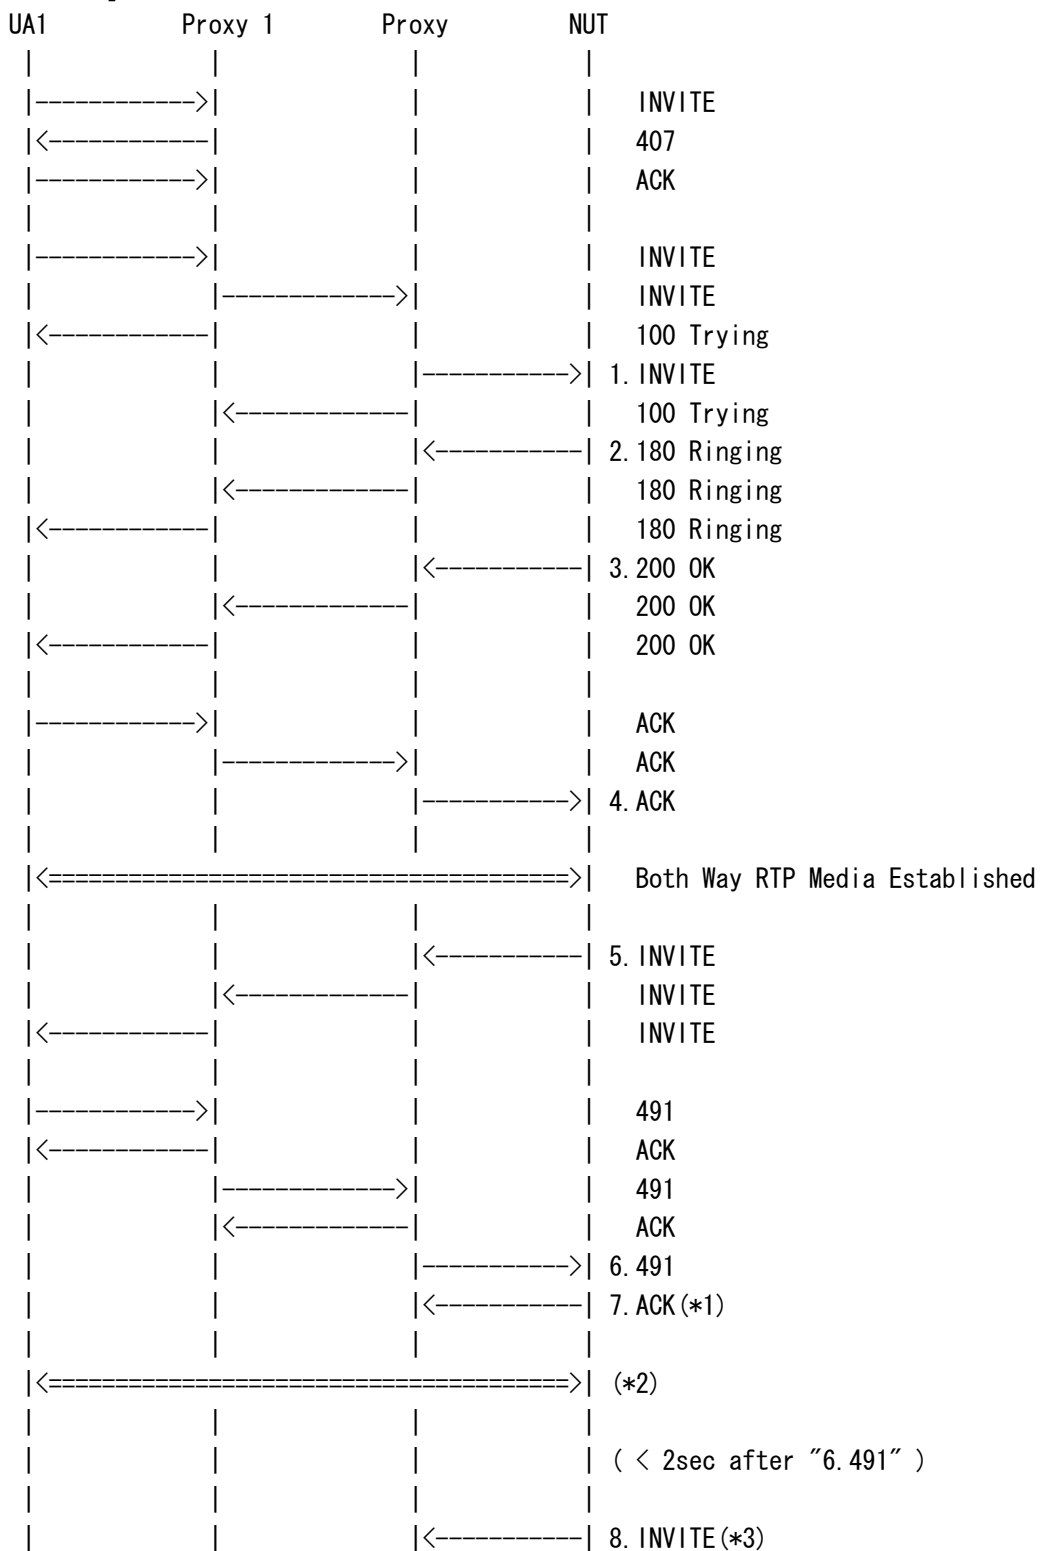 UA1 Proxy 1 Proxy NUT
INVITE
407
ACK
INVITE
INVITE
100 Trying
1. INVITE
100 Trying
2. 180 Ringing
180 Ringing
180 Ringing
3. 200 OK
200 OK
200 OK
ACK
ACK
4. ACK
Both Way RTP Media Established
5. INVITE
INVITE
INVITE
491
ACK
491
ACK
6. 491
7. ACK(*1)
(*2)
( < 2sec after "6.491" )
8. INVITE(*3)